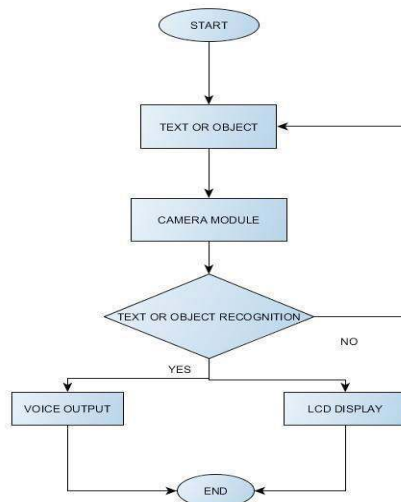 START
TEXT OR OBJECT
CAMERA MODULE
TEXT OR OBJECT RECOGNITION
NO
YES
VOICE OUTPUT
LCD DISPLAY
END